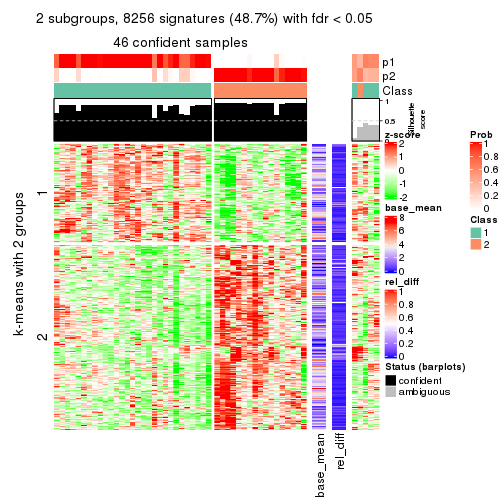 2 subgroups, 8256 signatures (48.7%) with fdr < 0.05
46 confident samples
p1
p2
Class
1
0.5
0
Silhouette
score
k-means with 2 groups
1
2
base_mean
rel_diff
z-score
2
1
0
-1
-2
base_mean
8
6
4
2
0
rel_diff
1
0.8
0.6
0.4
0.2
0
Status (barplots)
confident
ambiguous
Prob
1
0.8
0.6
0.4
0.2
0
Class
1
2